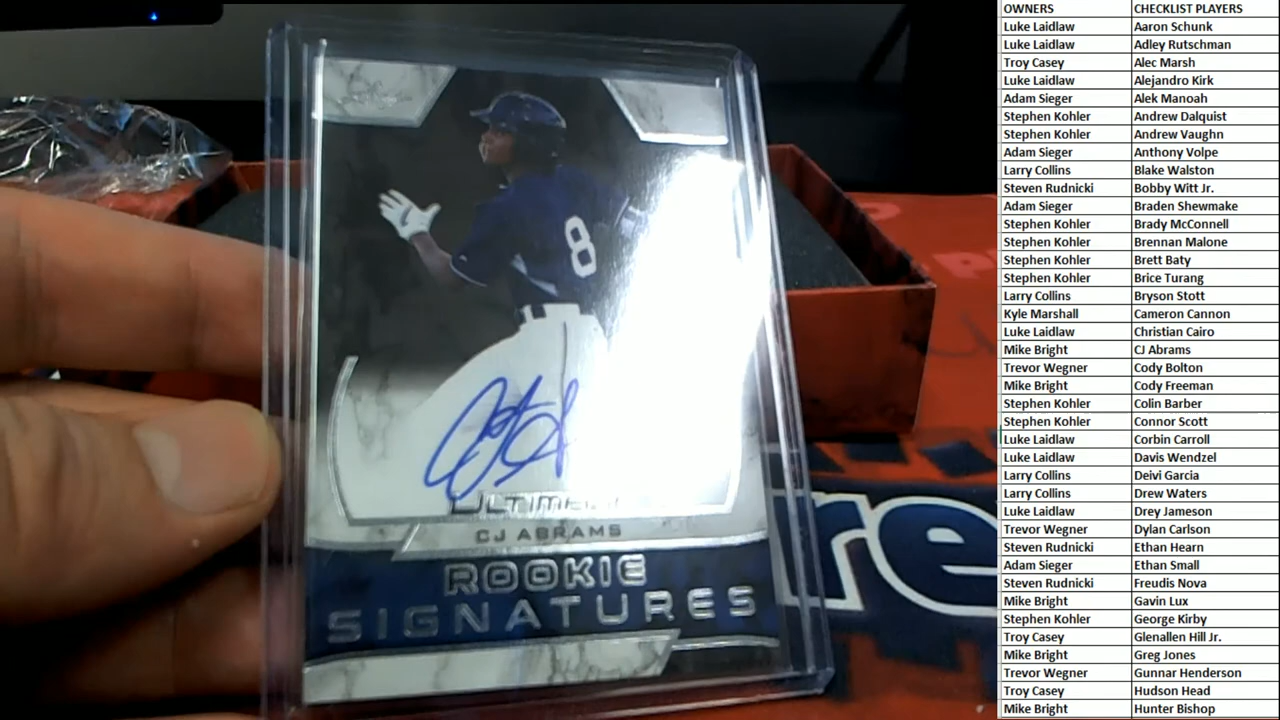 8
ULTIMATE
CJ ABRAMS
ROOKIE
SIGNATURES
re
OWNERS CHECKLIST PLAYERS
Luke Laidlaw Aaron Schunk
Luke Laidlaw Adley Rutschman
Troy Casey Alec Marsh
Luke Laidlaw Alejandro Kirk
Adam Sieger Alek Manoah
Stephen Kohler Andrew Dalquist
Stephen Kohler Andrew Vaughn
Adam Sieger Anthony Volpe
Larry Collins Blake Walston
Steven Rudnicki Bobby Witt Jr.
Adam Sieger Braden Shewmake
Stephen Kohler Brady McConnell
Stephen Kohler Brennan Malone
Stephen Kohler Brett Baty
Stephen Kohler Brice Turang
Larry Collins Bryson Stott
Kyle Marshall Cameron Cannon
Luke Laidlaw Christian Cairo
Mike Bright CJ Abrams
Trevor Wegner Cody Bolton
Mike Bright Cody Freeman
Stephen Kohler Colin Barber
Stephen Kohler Connor Scott
Luke Laidlaw Corbin Carroll
Luke Laidlaw Davis Wendzel
Larry Collins Deivi Garcia
Larry Collins Drew Waters
Luke Laidlaw Drey Jameson
Trevor Wegner Dylan Carlson
Steven Rudnicki Ethan Hearn
Adam Sieger Ethan Small
Steven Rudnicki Freudis Nova
Mike Bright Gavin Lux
Stephen Kohler George Kirby
Troy Casey Glenallen Hill Jr.
Mike Bright Greg Jones
Trevor Wegner Gunnar Henderson
Troy Casey Hudson Head
Mike Bright Hunter Bishop